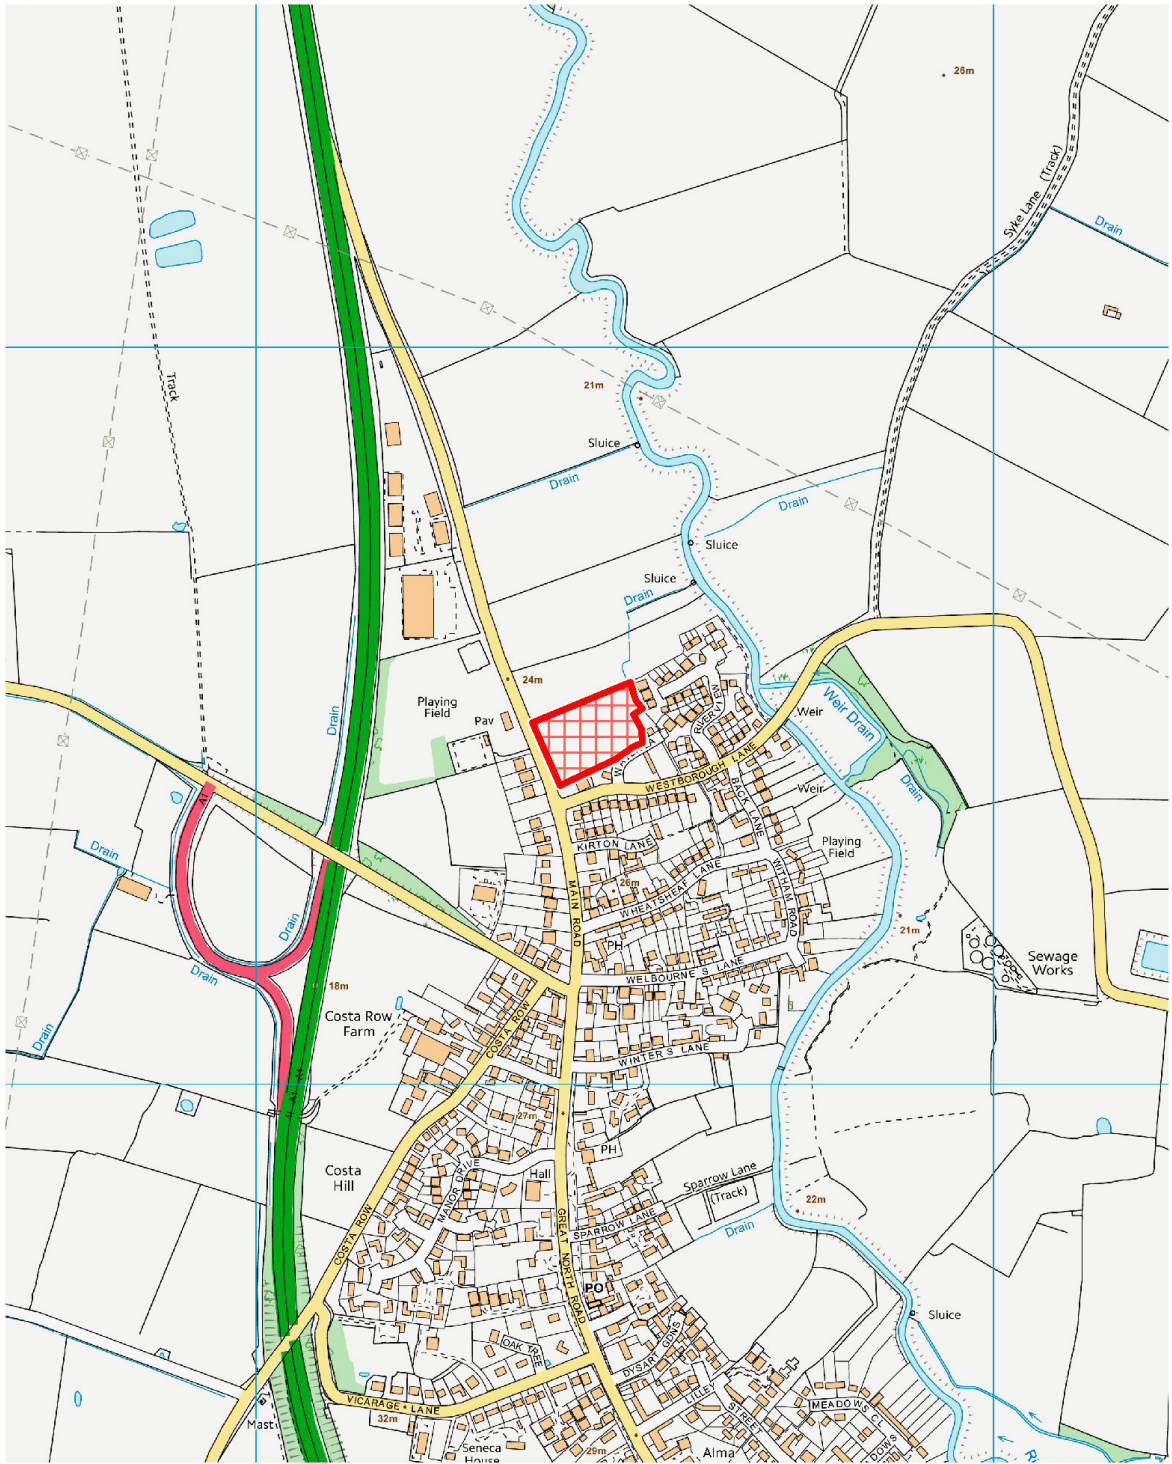 26m
Syke Lane (Track)
Drain
Track
21m
Sluice
Drain
Drain
Sluice
Sluice
Drain
24m
Playing
Field
Pav
Drain
RIVERVIEW
Weir
Weir Drain
WESTBOROUGH LANE
A1
Weir
Drain
BACK LANE
Drain
KIRTON LANE
Playing
Field
MAIN ROAD
26m
WHEATSHEAF LANE
WITHAM ROAD
Drain
PH
21m
Drain
WELBOURNE'S LANE
Sewage
Works
18m
Costa Row
Farm
COSTA ROW
Drain
WINTER'S LANE
A1
A1
27m
PH
Costa
Hill
MANOR DRIVE
Hall
Sparrow Lane
(Track)
22m
SPARROW LANE
Drain
COSTA ROW
GREAT NORTH ROAD
PO
Sluice
OAK TREE
DYSART GDNS
LILLEY
STREET
VICARAGE LANE
32m
MEADOWS CL
Mast
Seneca
House
29m
Alma